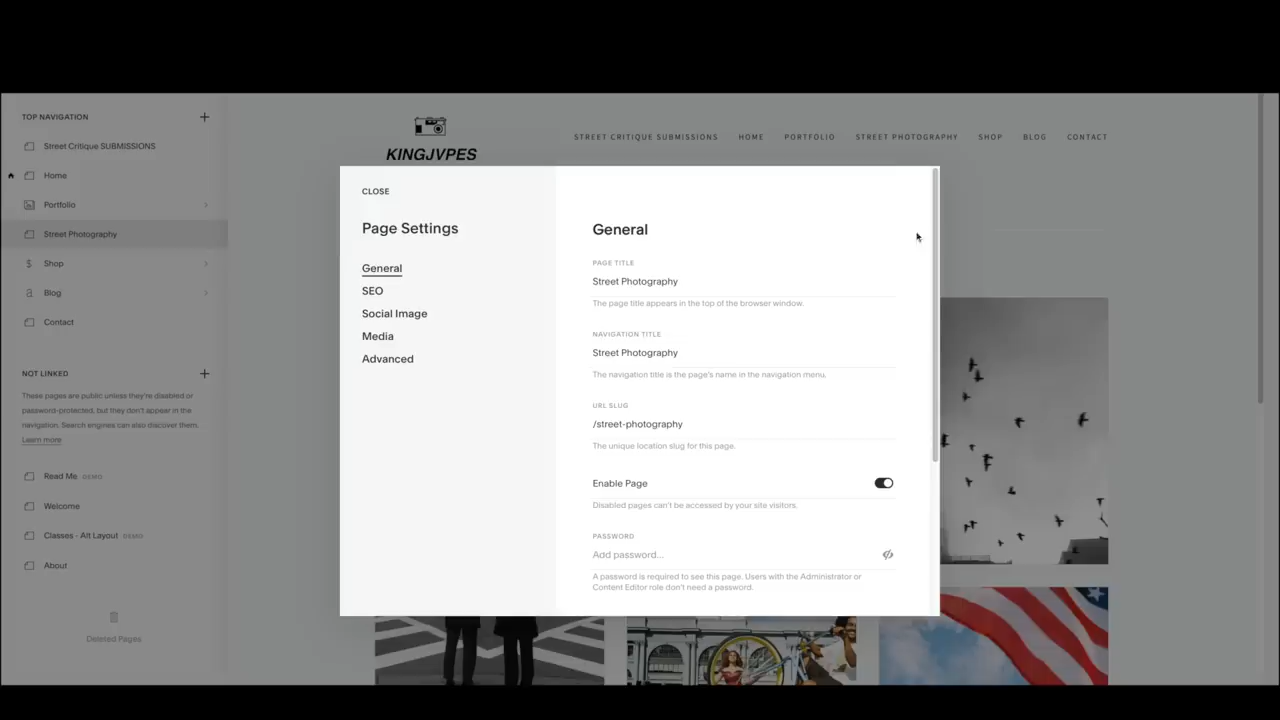 TOP NAVIGATION
Street Critique SUBMISSIONS
Home
Portfolio
Street Photography
Shop
Blog
Contact
NOT LINKED
These pages are public unless they're disabled or
password-protected, but they don't appear in the
navigation. Search engines can also discover them.
Learn more
Read Me DEMO
Welcome
Classes - Alt Layout DEMO
About
Deleted Pages
KINGJVPES
STREET CRITIQUE SUBMISSIONS HOME PORTFOLIO STREET PHOTOGRAPHY SHOP BLOG CONTACT
CLOSE
Page Settings
General
SEO
Social Image
Media
Advanced
General
PAGE TITLE
Street Photography
The page title appears in the top of the browser window.
NAVIGATION TITLE
Street Photography
The navigation title is the page's name in the navigation menu.
URL SLUG
/street-photography
The unique location slug for this page.
Enable Page
Disabled pages can't be accessed by your site visitors.
PASSWORD
Add password...
A password is required to see this page. Users with the Administrator or
Content Editor role don't need a password.